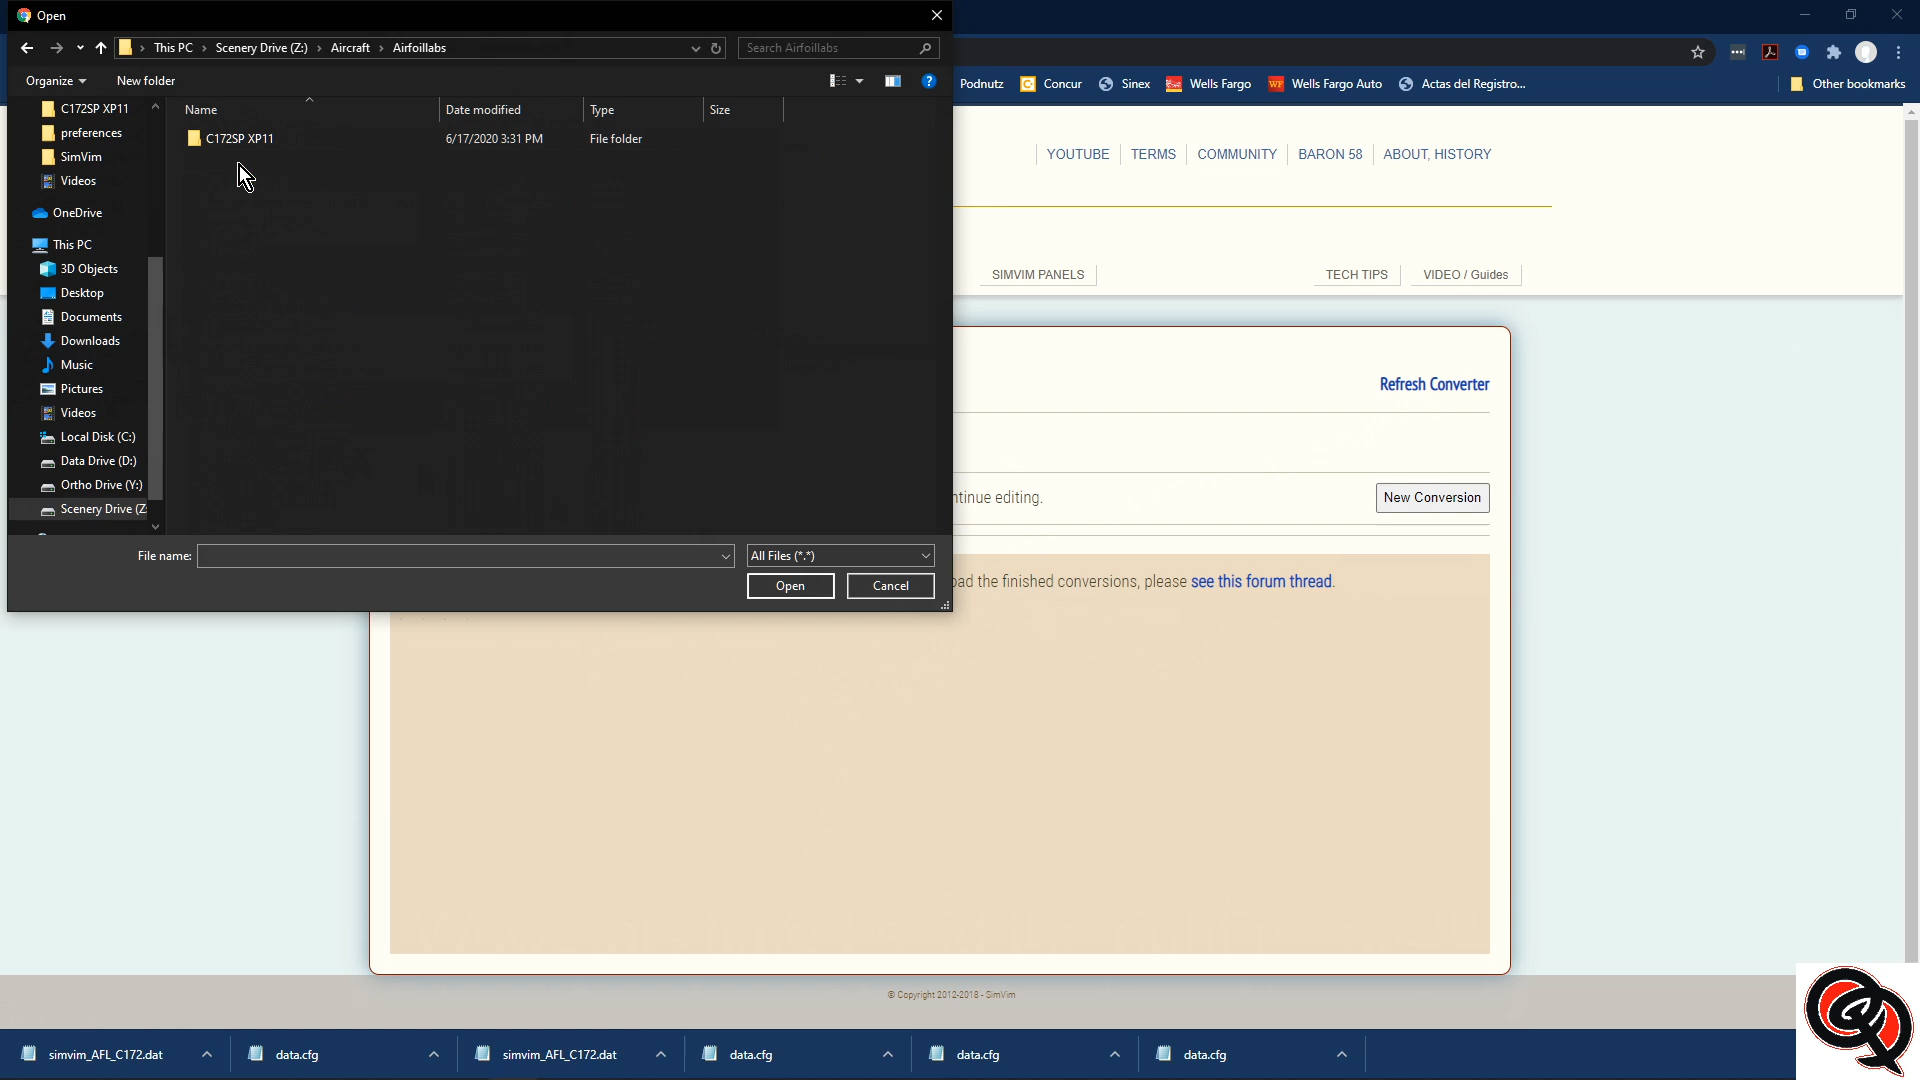 Open
This PC > Scenery Drive (Z:) > Aircraft > Airfoillabs
Search Airfoillabs
Organize
New folder
Name
Date modified
Type
Size
C172SP XP11
6/17/2020 3:31 PM
File folder
C172SP XP11
preferences
SimVim
Videos
OneDrive
This PC
3D Objects
Desktop
Documents
Downloads
Music
Pictures
Videos
Local Disk (C:)
Data Drive (D:)
Ortho Drive (Y:)
Scenery Drive (Z:
File name:
All Files (*.*)
Open
Cancel
Podnutz
Concur
Sinex
Wells Fargo
Wells Fargo Auto
Actas del Registro...
Other bookmarks
YOUTUBE
TERMS
COMMUNITY
BARON 58
ABOUT, HISTORY
SIMVIM PANELS
TECH TIPS
VIDEO / Guides
Refresh Converter
ntinue editing.
New Conversion
oad the finished conversions, please see this forum thread.
© Copyright 2012-2018 - SimVim
simvim_AFL_C172.dat
data.cfg
simvim_AFL_C172.dat
data.cfg
data.cfg
data.cfg